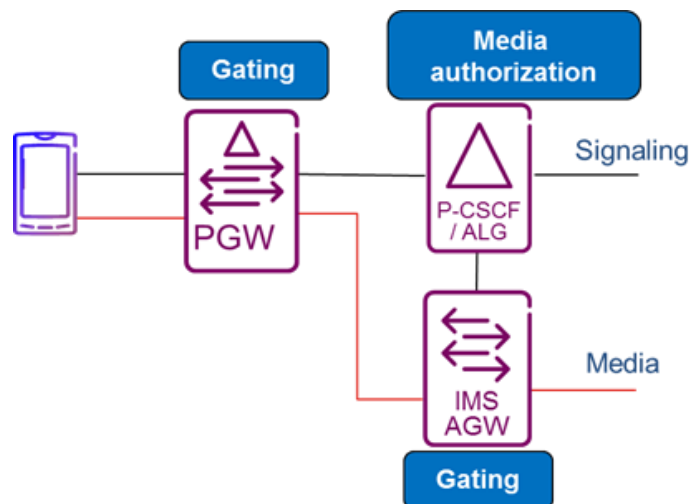 Media
authorization
Gating
Signaling
P-CSCF
/ ALG
PGW
Media
IMS
AGW
Gating